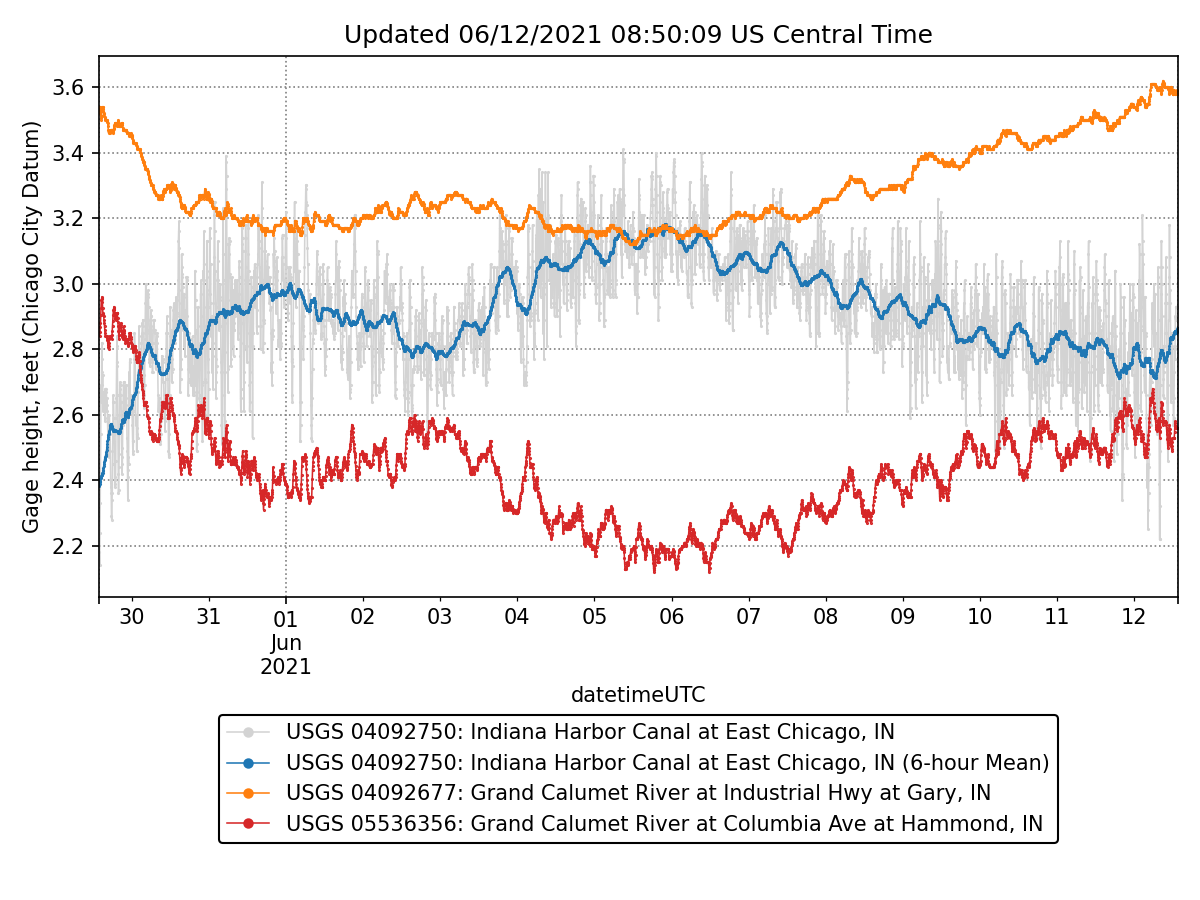 Updated 06/12/2021 08:50:09 US Central Time
Gage height, feet (Chicago City Datum)
3.6
3.4
3.2
3.0
2.8
2.6
2.4
2.2
30 31 01 02 03 04 05 06 07 08 09 10 11 12
Jun
2021
datetimeUTC
USGS 04092750: Indiana Harbor Canal at East Chicago, IN
USGS 04092750: Indiana Harbor Canal at East Chicago, IN (6-hour Mean)
USGS 04092677: Grand Calumet River at Industrial Hwy at Gary, IN
USGS 05536356: Grand Calumet River at Columbia Ave at Hammond, IN